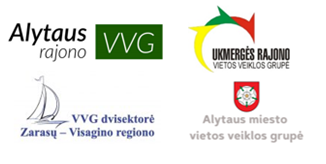 Alytaus
rajono
VVG
UKMERGĖS RAJONO
VIETOS VEIKLOS GRUPĖ
VVG dvisektorė
Zarasų – Visagino regiono
Alytaus miesto
vietos veiklos grupė